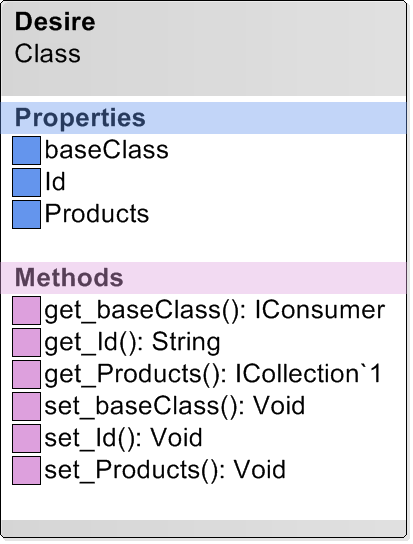 Desire
Class
Properties
baseClass
Id
Products
Methods
get_baseClass(): IConsumer
get_Id(): String
get_Products(): ICollection`1
set_baseClass(): Void
set_Id(): Void
set_Products(): Void